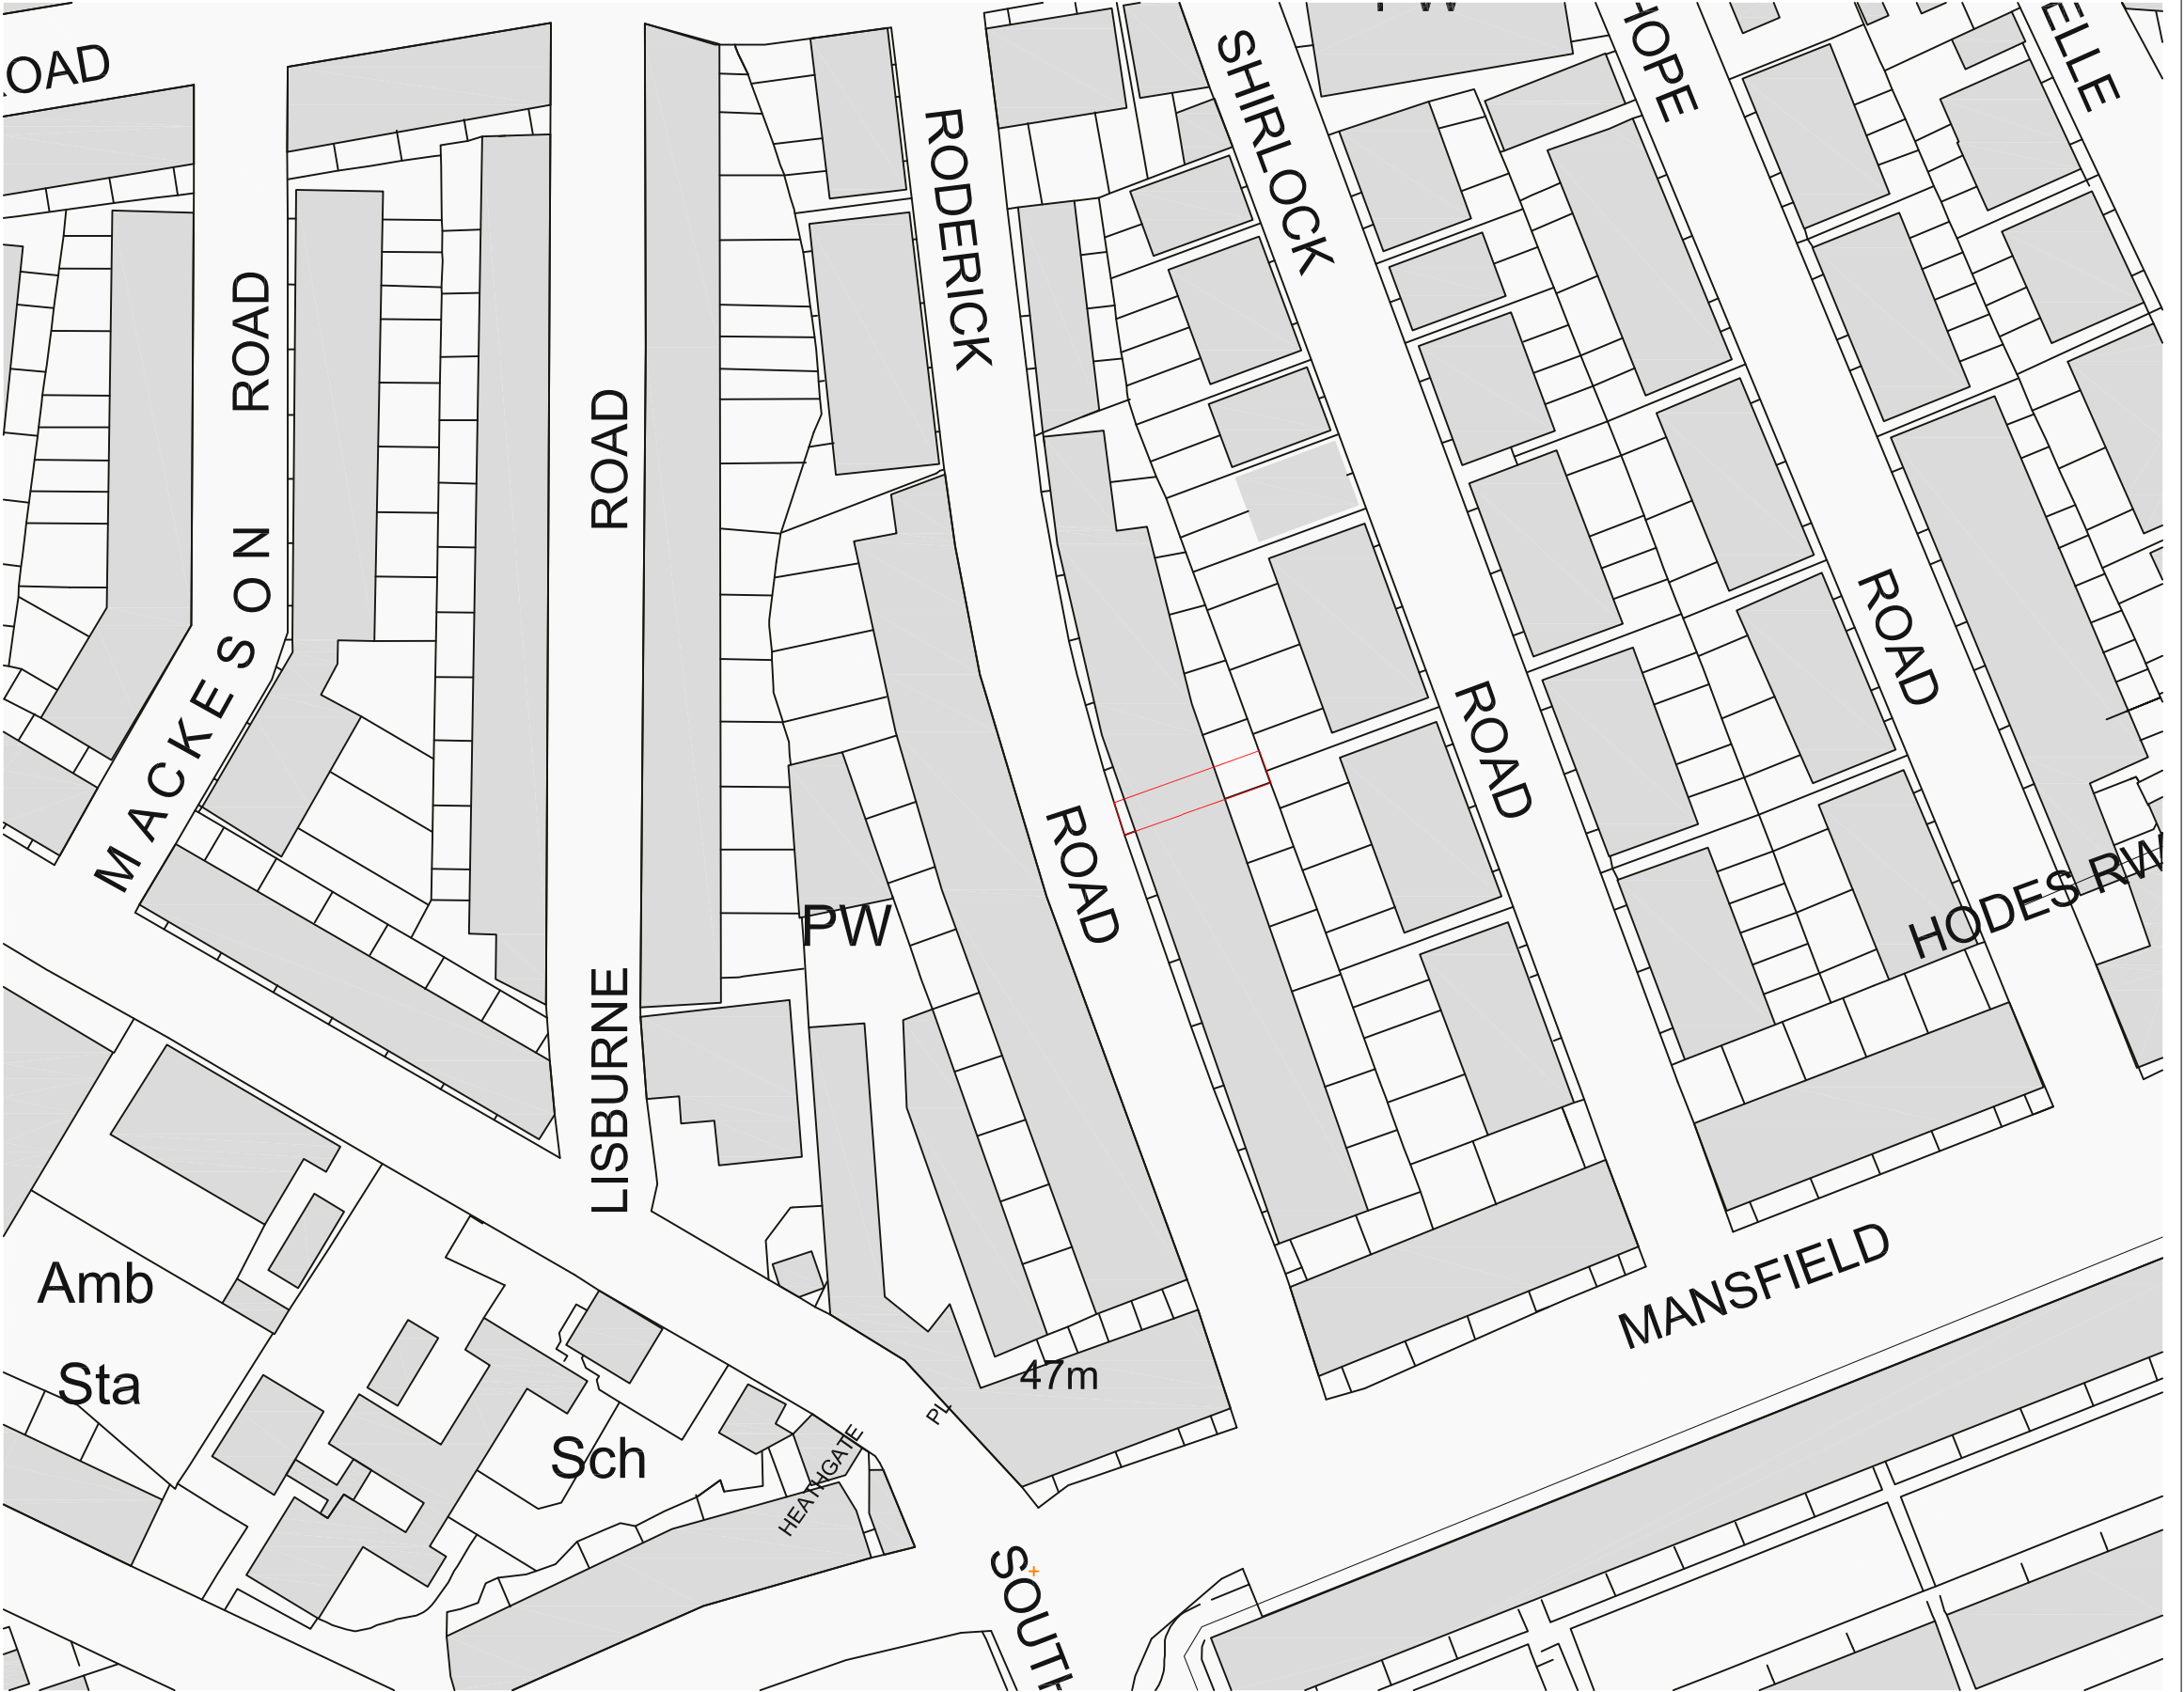 OAD
MACKESON ROAD
LISBURNE ROAD
RODERICK ROAD
SHIRLOCK ROAD
HOPE ROAD
ELLE
HODES RW
PW
MANSFIELD
47m
PL
HEATHGATE
Amb
Sta
Sch
SOUTH